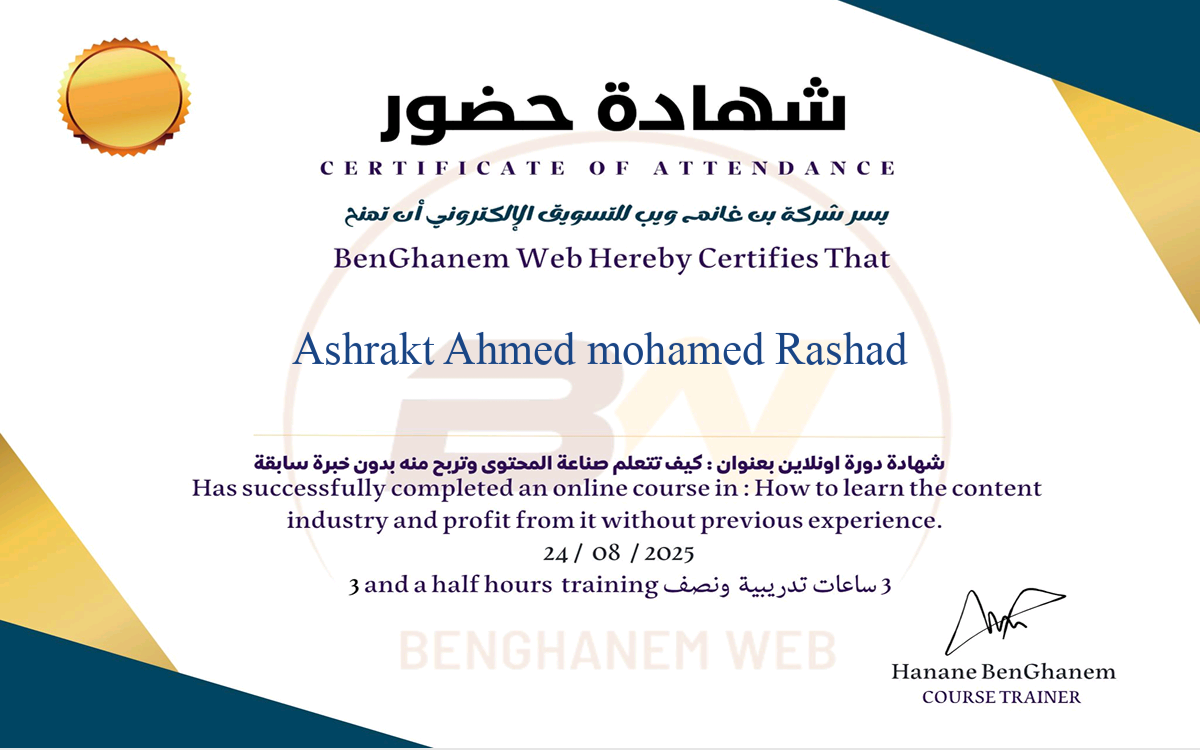 شهادة حضور
CERTIFICATE OF ATTENDANCE
يسر شركة بن غانم ويب للتسويق الإلكتروني أن تمنح
BenGhanem Web Hereby Certifies That
Ashrakt Ahmed mohamed Rashad
BW
شهادة دورة اونلاين بعنوان : كيف تتعلم صناعة المحتوى وتربح منه بدون خبرة سابقة
Has successfully completed an online course in : How to learn the content
industry and profit from it without previous experience.
24 / 08 / 2025
3 and a half hours training 3 ساعات تدريبية ونصف
BENGHANEM WEB
Hanane BenGhanem
COURSE TRAINER